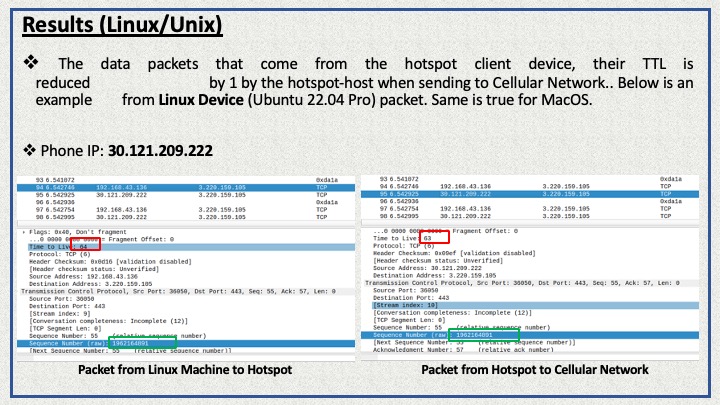 Results (Linux/Unix)
❖ The data packets that come from the hotspot client device, their TTL is
reduced by 1 by the hotspot-host when sending to Cellular Network.. Below is an
example from Linux Device (Ubuntu 22.04 Pro) packet. Same is true for MacOS.
❖ Phone IP: 30.121.209.222
93 6.541072 0xda1a
94 6.542746 192.168.43.136 3.220.159.105 TCP
95 6.542925 30.121.209.222 3.220.159.105 TCP
96 6.542936 0xda1a
97 6.542754 192.168.43.136 3.220.159.105 TCP
98 6.542995 30.121.209.222 3.220.159.105 TCP
Flags: 0x40, Don't fragment
...0 0000 0000 0000 = Fragment Offset: 0
Time to Live: 64
Protocol: TCP (6)
Header Checksum: 0x0d16 [validation disabled]
[Header checksum status: Unverified]
Source Address: 192.168.43.136
Destination Address: 3.220.159.105
Transmission Control Protocol, Src Port: 36050, Dst Port: 443, Seq: 55, Ack: 57, Len: 0
Source Port: 36050
Destination Port: 443
[Stream index: 9]
[Conversation completeness: Incomplete (12)]
[TCP Segment Len: 0]
Sequence Number: 55 (relative sequence number)
Sequence Number (raw): 1962164891
[Next Sequence Number: 55 (relative sequence number)]
Packet from Linux Machine to Hotspot
93 6.541072 0xda1a
94 6.542746 192.168.43.136 3.220.159.105 TCP
95 6.542925 30.121.209.222 3.220.159.105 TCP
96 6.542936 0xda1a
97 6.542754 192.168.43.136 3.220.159.105 TCP
98 6.542995 30.121.209.222 3.220.159.105 TCP
...0 0000 0000 0000 = Fragment Offset: 0
Time to Live: 63
Protocol: TCP (6)
Header Checksum: 0x09ef [validation disabled]
[Header checksum status: Unverified]
Source Address: 30.121.209.222
Destination Address: 3.220.159.105
Transmission Control Protocol, Src Port: 36050, Dst Port: 443, Seq: 55, Ack: 57, Len: 0
Source Port: 36050
Destination Port: 443
[Stream index: 10]
[Conversation completeness: Incomplete (12)]
[TCP Segment Len: 0]
Sequence Number: 55 (relative sequence number)
Sequence Number (raw): 1962164891
[Next Sequence Number: 55 (relative sequence number)]
Acknowledgment Number: 57 (relative ack number)
Packet from Hotspot to Cellular Network